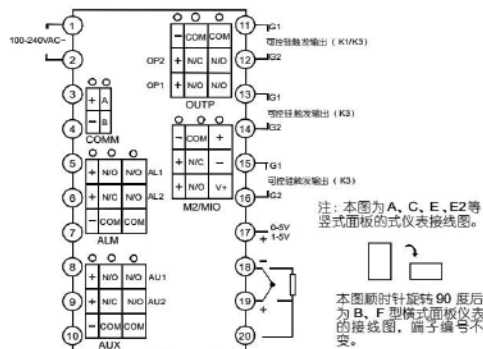 1
100-240VAC~
2
3
4
5
6
7
8
9
10
+ A
- B
COMM
+ N/O N/O AL1
+ N/O N/O AL2
- COM COM
ALM
+ N/O N/O AU1
+ N/C N/O AU2
- COM COM
AUX
- COM COM
OP2 + N/C N/O
OP1 + N/O N/O
OUTP
- COM +
+ N/C -
+ N/O V+
M2/MIO
11 G1
可控硅触发输出（K1/K3）
12 G2
13 G1
可控硅触发输出（K3）
14 G2
15 G1
可控硅触发输出（K3）
16 G2
17 - 0-5V
+ 1-5V
18 -
19 +
20
注：本图为A、C、E、E2等
竖式面板的式仪表接线图。
本图顺时针旋转 90 度后
为 B、F 型横式面板仪表
的接线图，端子编号不
变。